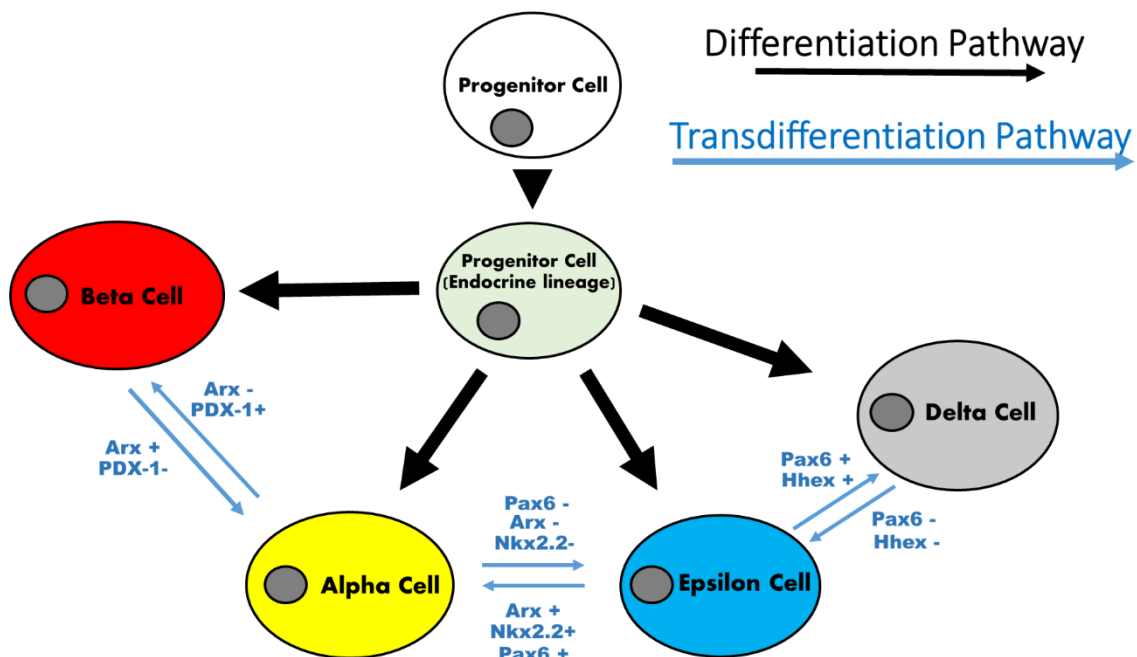 Differentiation Pathway
Transdifferentiation Pathway
Progenitor Cell
Progenitor Cell
(Endocrine lineage)
Beta Cell
Delta Cell
Arx -
PDX-1+
Arx +
PDX-1-
Pax6 +
Hhex +
Pax6 -
Hhex -
Pax6 -
Arx -
Nkx2.2-
Alpha Cell
Epsilon Cell
Arx +
Nkx2.2+
Pax6 +